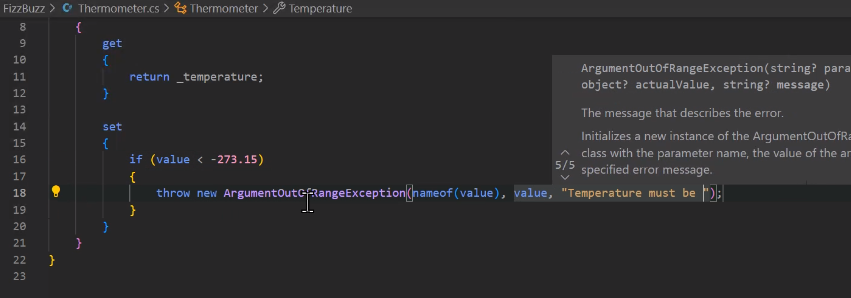 FizzBuzz > Thermometer.cs > Thermometer > Temperature
8 {
9 get
10 {
11 return _temperature;
12 }
13
14 set
15 {
16 if (value < -273.15)
17 {
18 throw new ArgumentOutOfRangeException(nameof(value), value, "Temperature must be ");
19 }
20 }
21 }
22 }
23
ArgumentOutOfRangeException(string? para
object? actualValue, string? message)
The message that describes the error.
5/5
Initializes a new instance of the ArgumentOutOfRa
class with the parameter name, the value of the ar
specified error message.